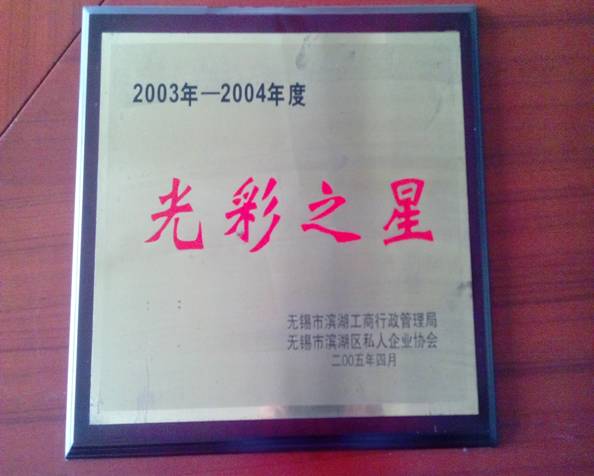 2003年—2004年度
光彩之星
无锡市滨湖工商行政管理局
无锡市滨湖区私人企业协会
二00五年四月